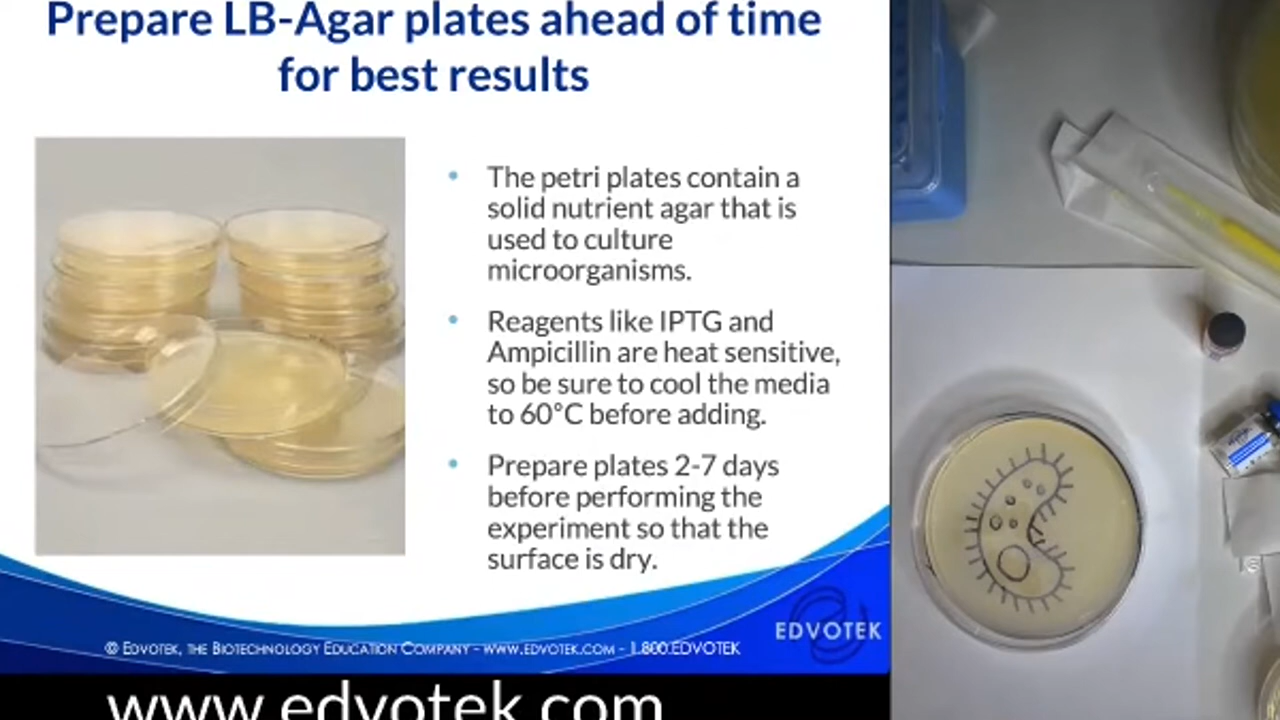 Prepare LB-Agar plates ahead of time
for best results
• The petri plates contain a
solid nutrient agar that is
used to culture
microorganisms.
• Reagents like IPTG and
Ampicillin are heat sensitive,
so be sure to cool the media
to 60°C before adding.
• Prepare plates 2-7 days
before performing the
experiment so that the
surface is dry.
EDVOTEK
© EDVOTEK, THE BIOTECHNOLOGY EDUCATION COMPANY - WWW.EDVOTEK.COM - 1.800.EDVOTEK
www.edvotek.com